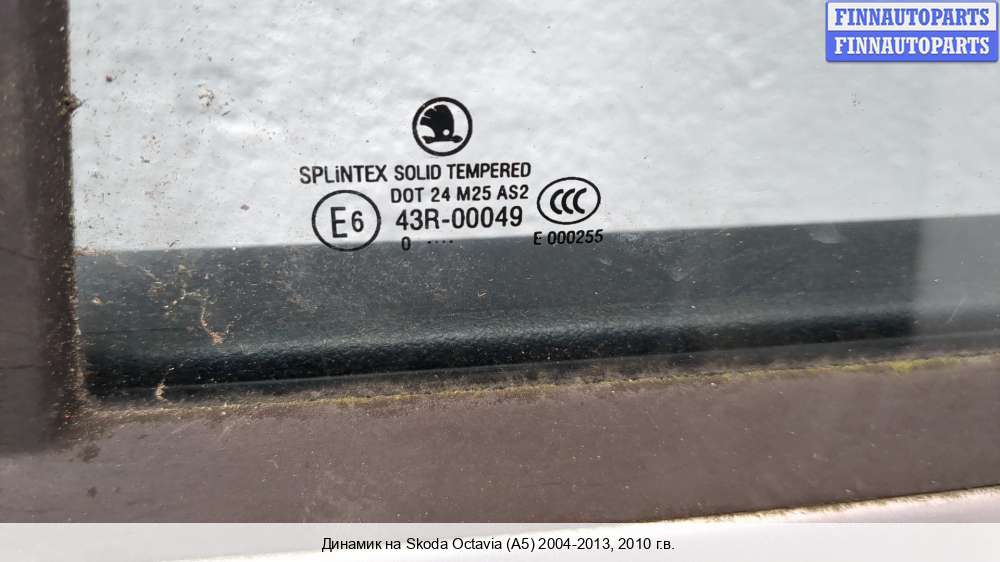 FINNAUTOPARTS
FINNAUTOPARTS
SPLiNTEX SOLID TEMPERED
DOT 24 M25 AS2
E6 43R-00049 CCC
0 ....
E 000255
Динамик на Skoda Octavia (A5) 2004-2013, 2010 г.в.